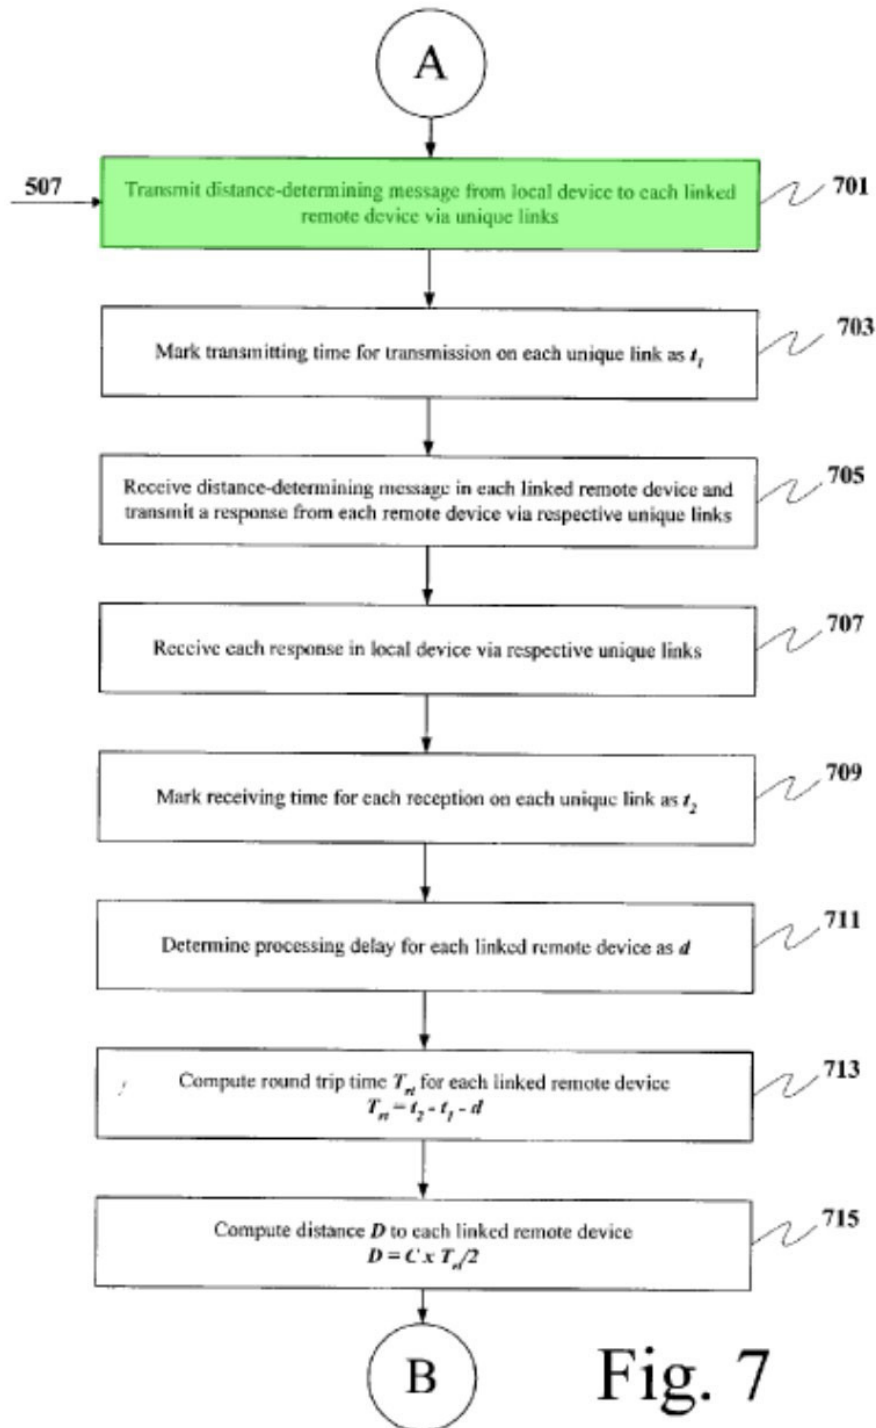 A
507
Transmit distance-determining message from local device to each linked
remote device via unique links
701
Mark transmitting time for transmission on each unique link as t₁
703
Receive distance-determining message in each linked remote device and
transmit a response from each remote device via respective unique links
705
Receive each response in local device via respective unique links
707
Mark receiving time for each reception on each unique link as t₂
709
Determine processing delay for each linked remote device as d
711
Compute round trip time Tᵣₜ for each linked remote device
Tᵣₜ = t₂ - t₁ - d
713
Compute distance D to each linked remote device
D = C x Tᵣₜ/2
715
B
Fig. 7